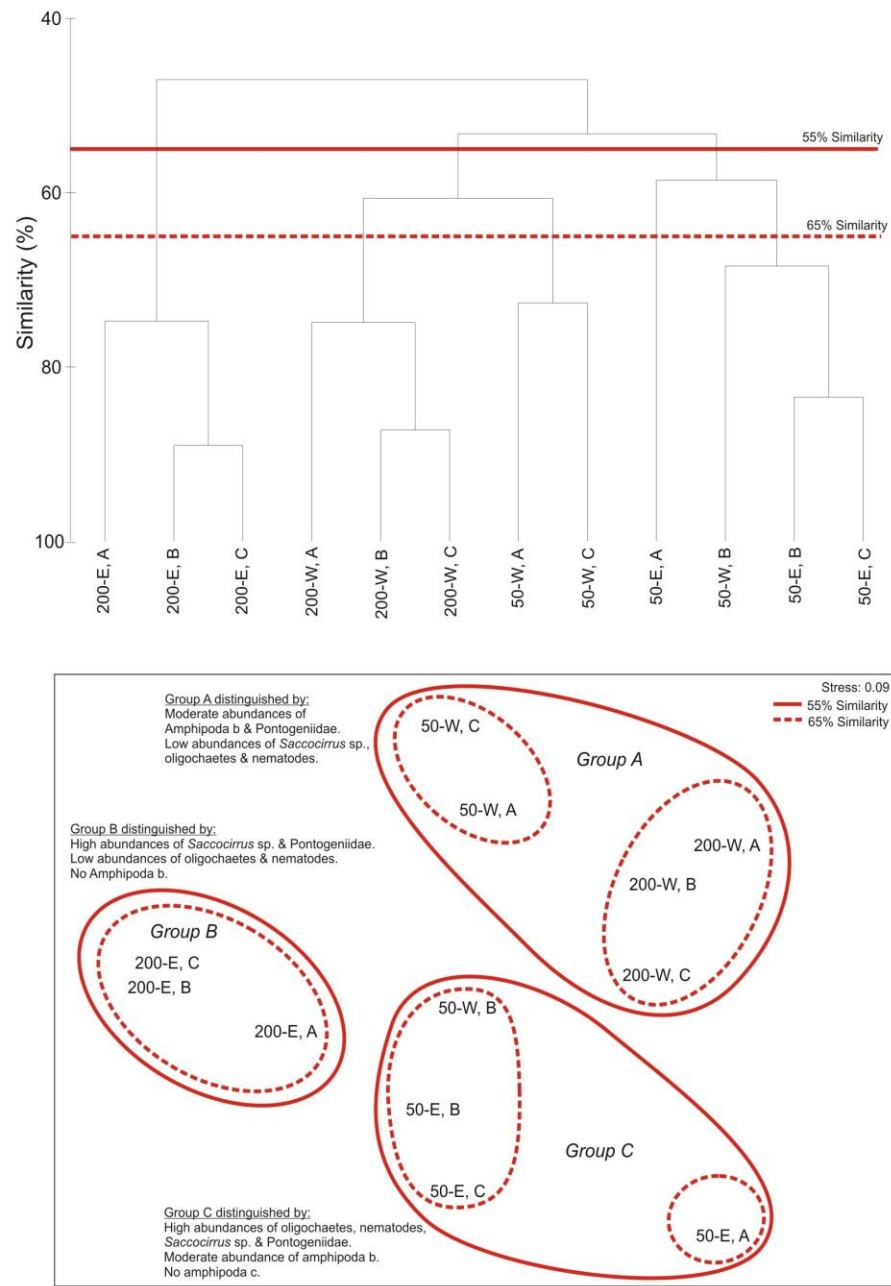 40
55% Similarity
60
65% Similarity
Similarity (%)
80
100
200-E, A
200-E, B
200-E, C
200-W, A
200-W, B
200-W, C
50-W, A
50-W, C
50-E, A
50-W, B
50-E, B
50-E, C
Group A distinguished by:
Moderate abundances of
Amphipoda b & Pontogeniidae.
Low abundances of Saccocirrus sp.,
oligochaetes & nematodes.
Stress: 0.09
55% Similarity
65% Similarity
50-W, C
Group A
50-W, A
Group B distinguished by:
High abundances of Saccocirrus sp. & Pontogeniidae.
Low abundances of oligochaetes & nematodes.
No Amphipoda b.
200-W, A
200-W, B
Group B
200-E, C
200-E, B
200-W, C
50-W, B
200-E, A
50-E, B
Group C
50-E, C
50-E, A
Group C distinguished by:
High abundances of oligochaetes, nematodes,
Saccocirrus sp. & Pontogeniidae.
Moderate abundance of amphipoda b.
No amphipoda c.